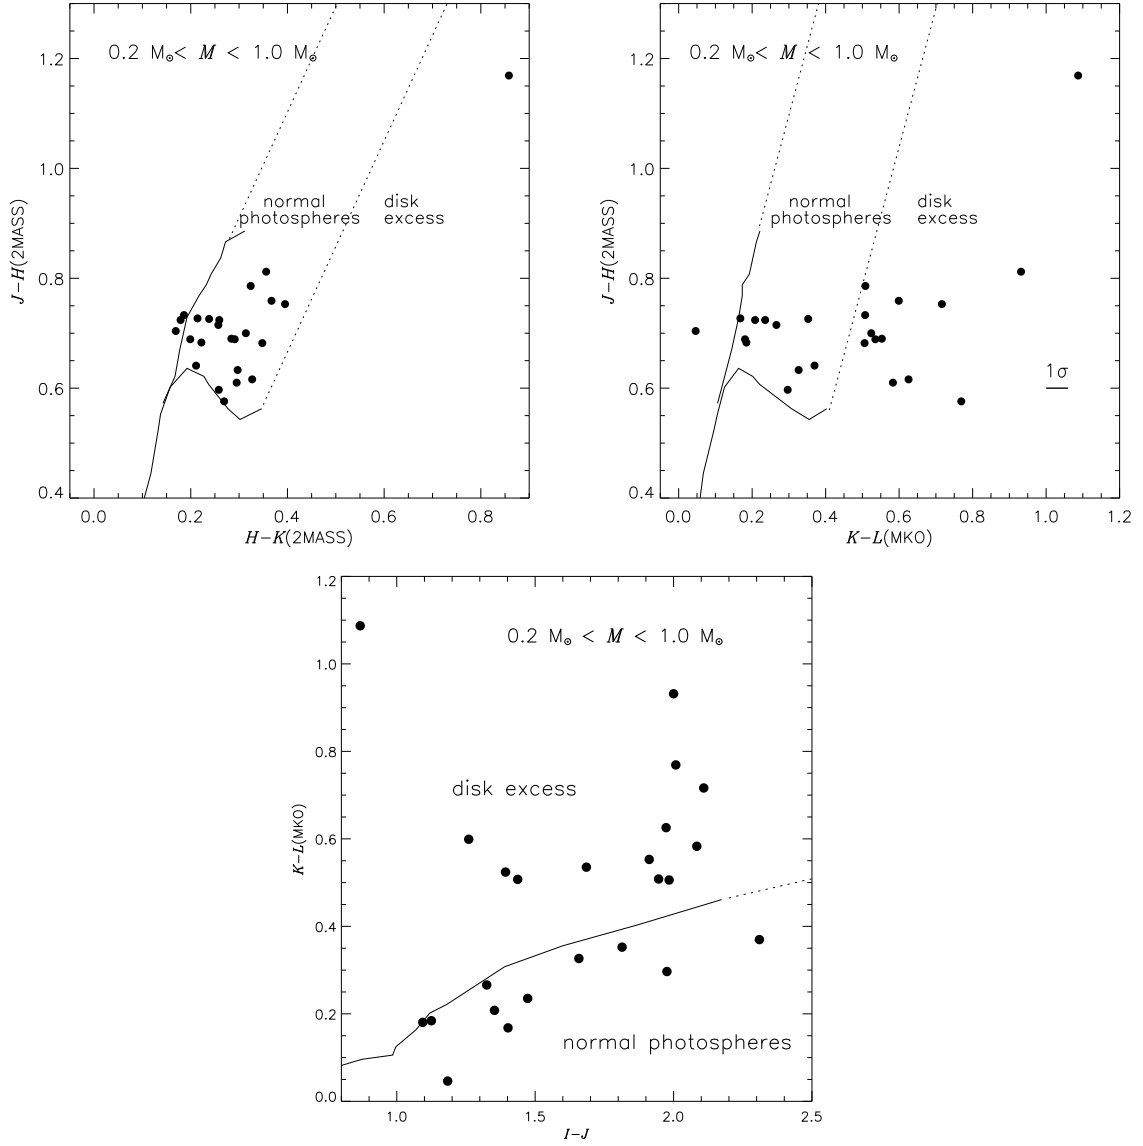 0.2 M⊙< M < 1.0 M⊙
normal
photospheres
disk
excess
J−H(2MASS)
1.2
1.0
0.8
0.6
0.4
0.0 0.2 0.4 0.6 0.8
H−K(2MASS)
0.2 M⊙< M < 1.0 M⊙
normal
photospheres
disk
excess
1σ
J−H(2MASS)
1.2
1.0
0.8
0.6
0.4
0.0 0.2 0.4 0.6 0.8 1.0 1.2
K−L(MKO)
0.2 M⊙ < M < 1.0 M⊙
disk excess
normal photospheres
K−L(MKO)
1.2
1.0
0.8
0.6
0.4
0.2
0.0
1.0 1.5 2.0 2.5
I−J